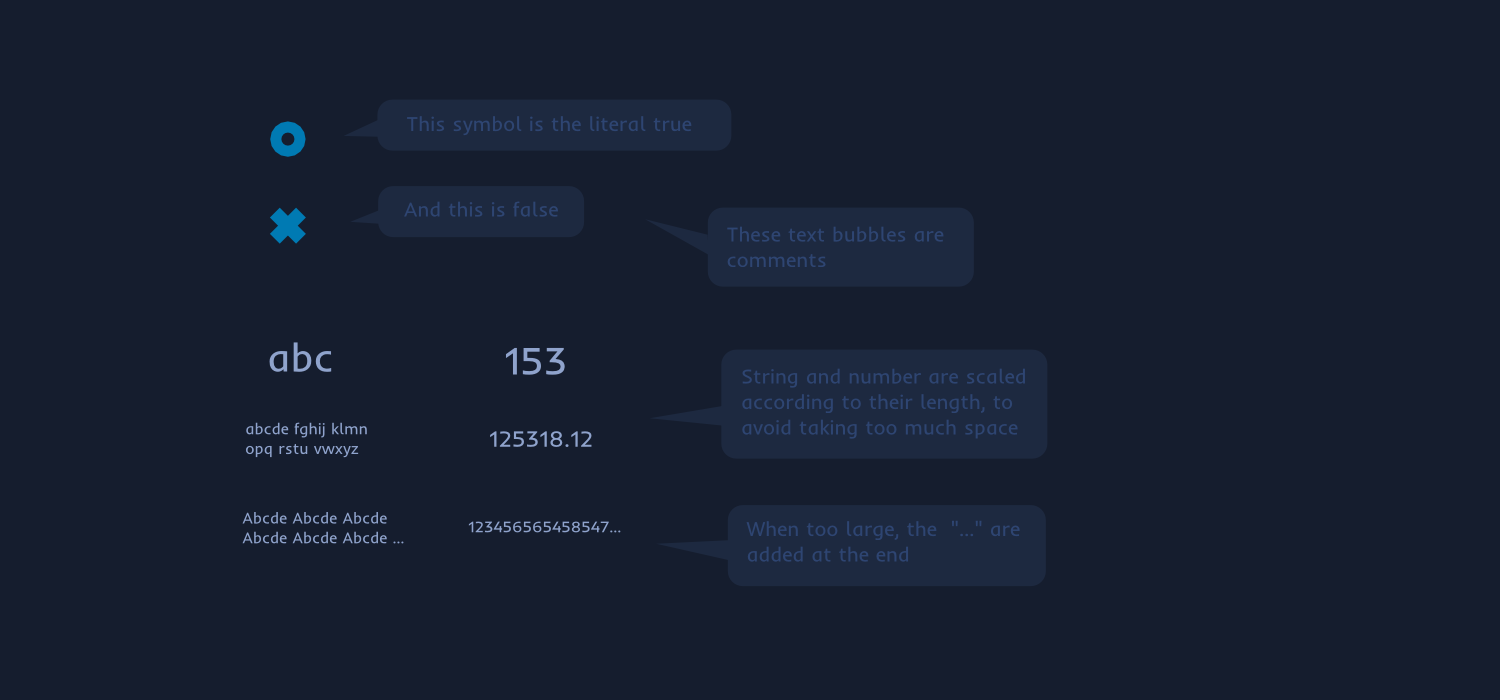 This symbol is the literal true
And this is false
These text bubbles are
comments
abc
153
String and number are scaled
according to their length, to
avoid taking too much space
abcde fghij klmn
opq rstu vwxyz
125318.12
Abcde Abcde Abcde
Abcde Abcde Abcde ...
123456565458547...
When too large, the  "..." are
added at the end